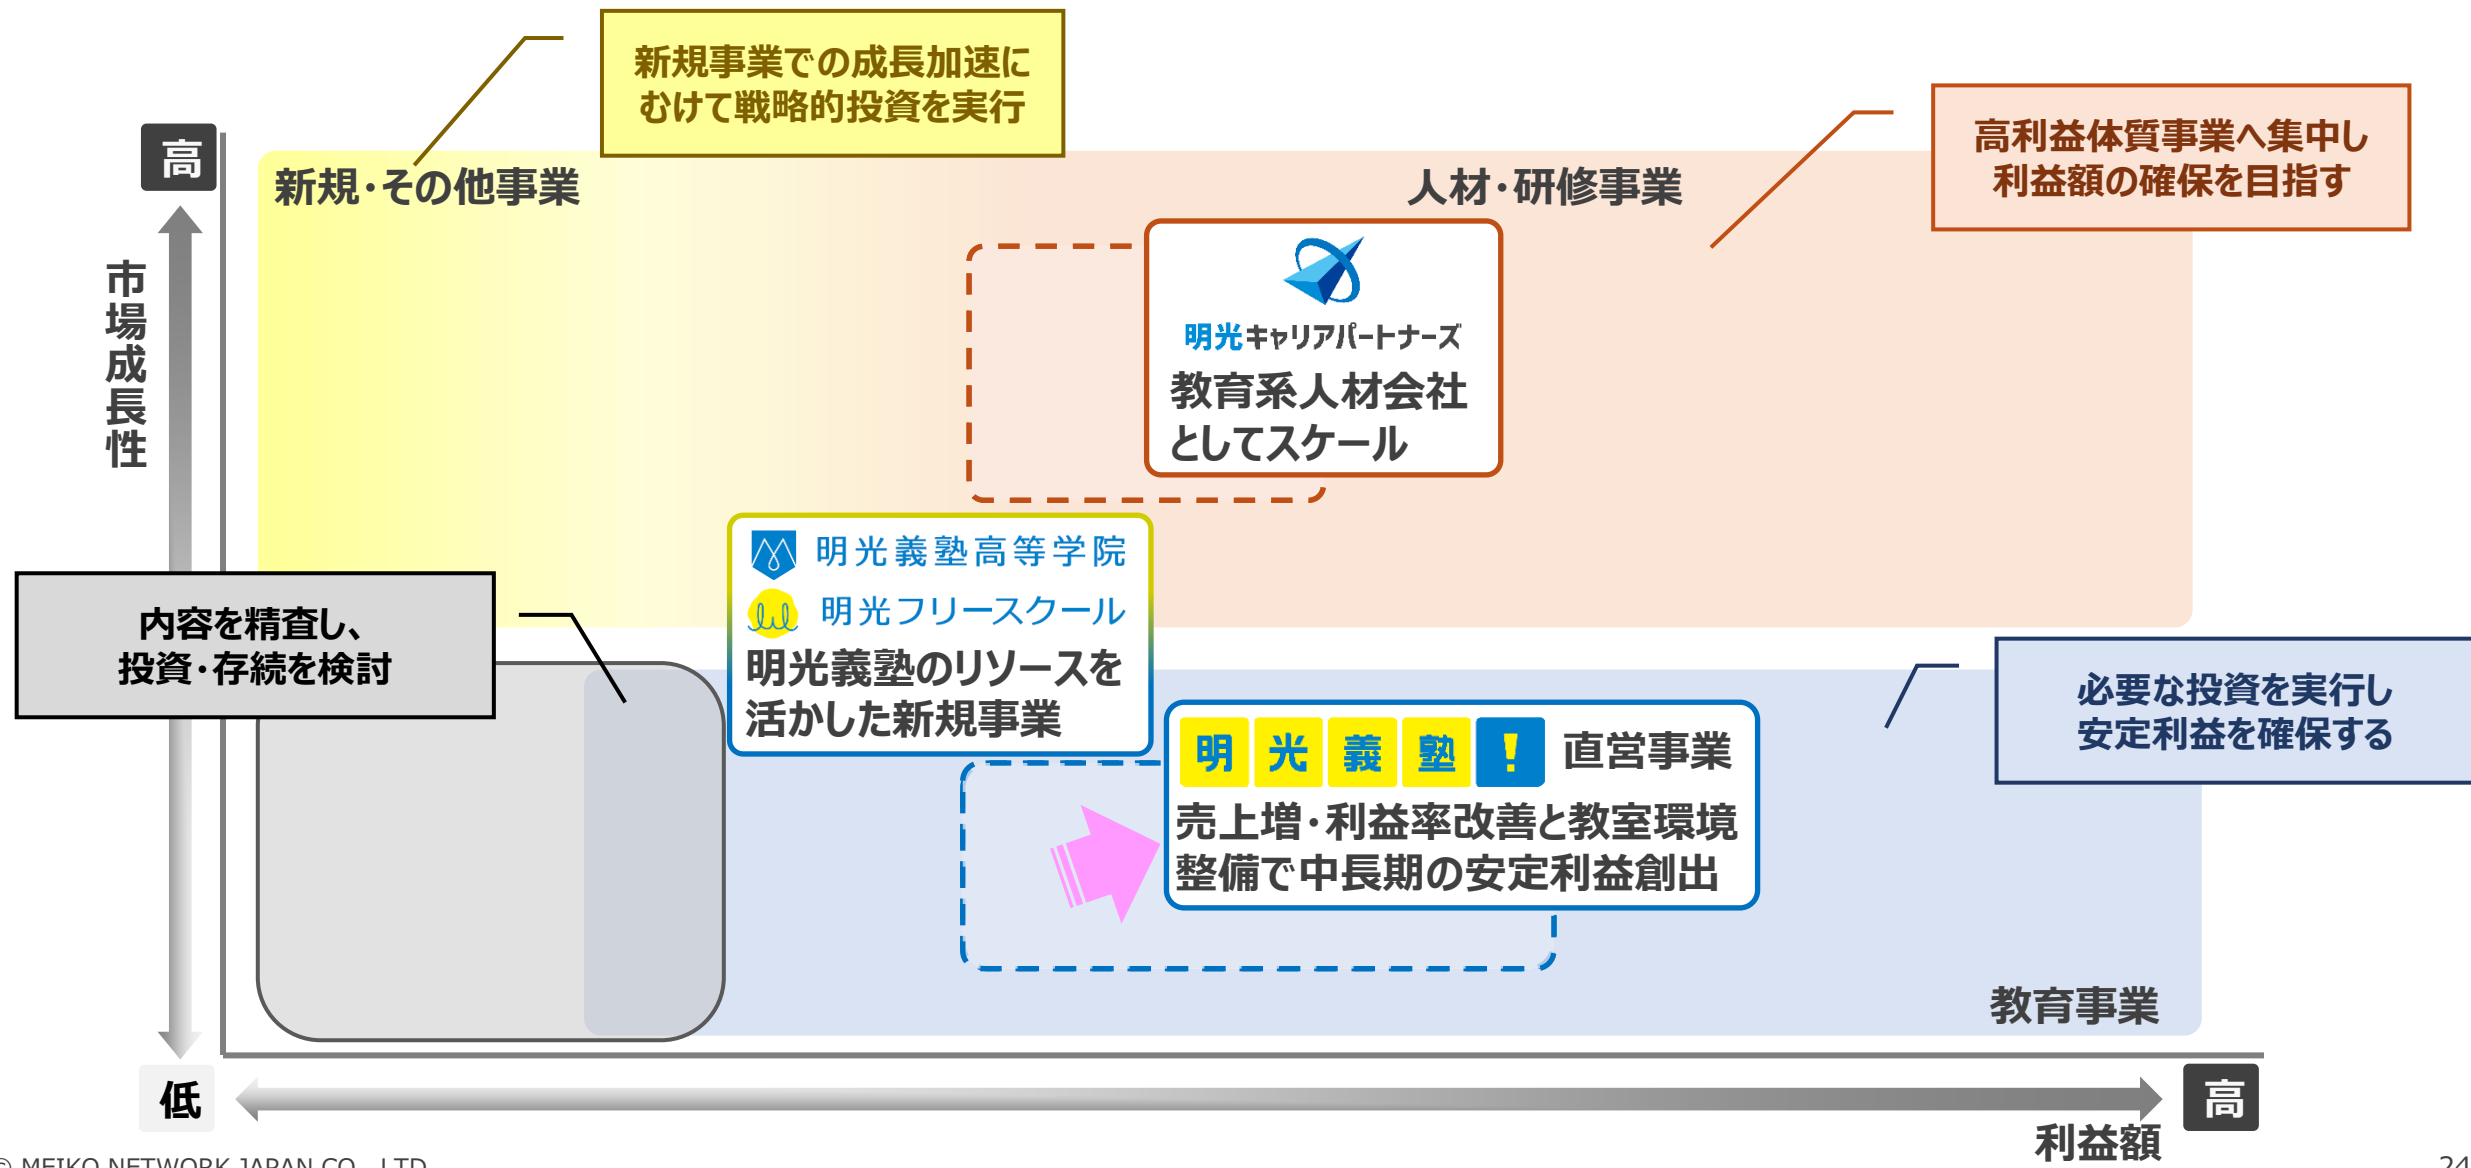 新規事業での成長加速に
むけて戦略的投資を実行
高利益体質事業へ集中し
利益額の確保を目指す
高
新規・その他事業
人材・研修事業
市場成長性
明光キャリアパートナーズ
教育系人材会社
としてスケール
明光義塾高等学院
明光フリースクール
明光義塾のリソースを
活かした新規事業
内容を精査し、
投資・存続を検討
必要な投資を実行し
安定利益を確保する
明光義塾! 直営事業
売上増・利益率改善と教室環境
整備で中長期の安定利益創出
教育事業
低
高
利益額
© MEIKO NETWORK JAPAN CO., LTD.
24